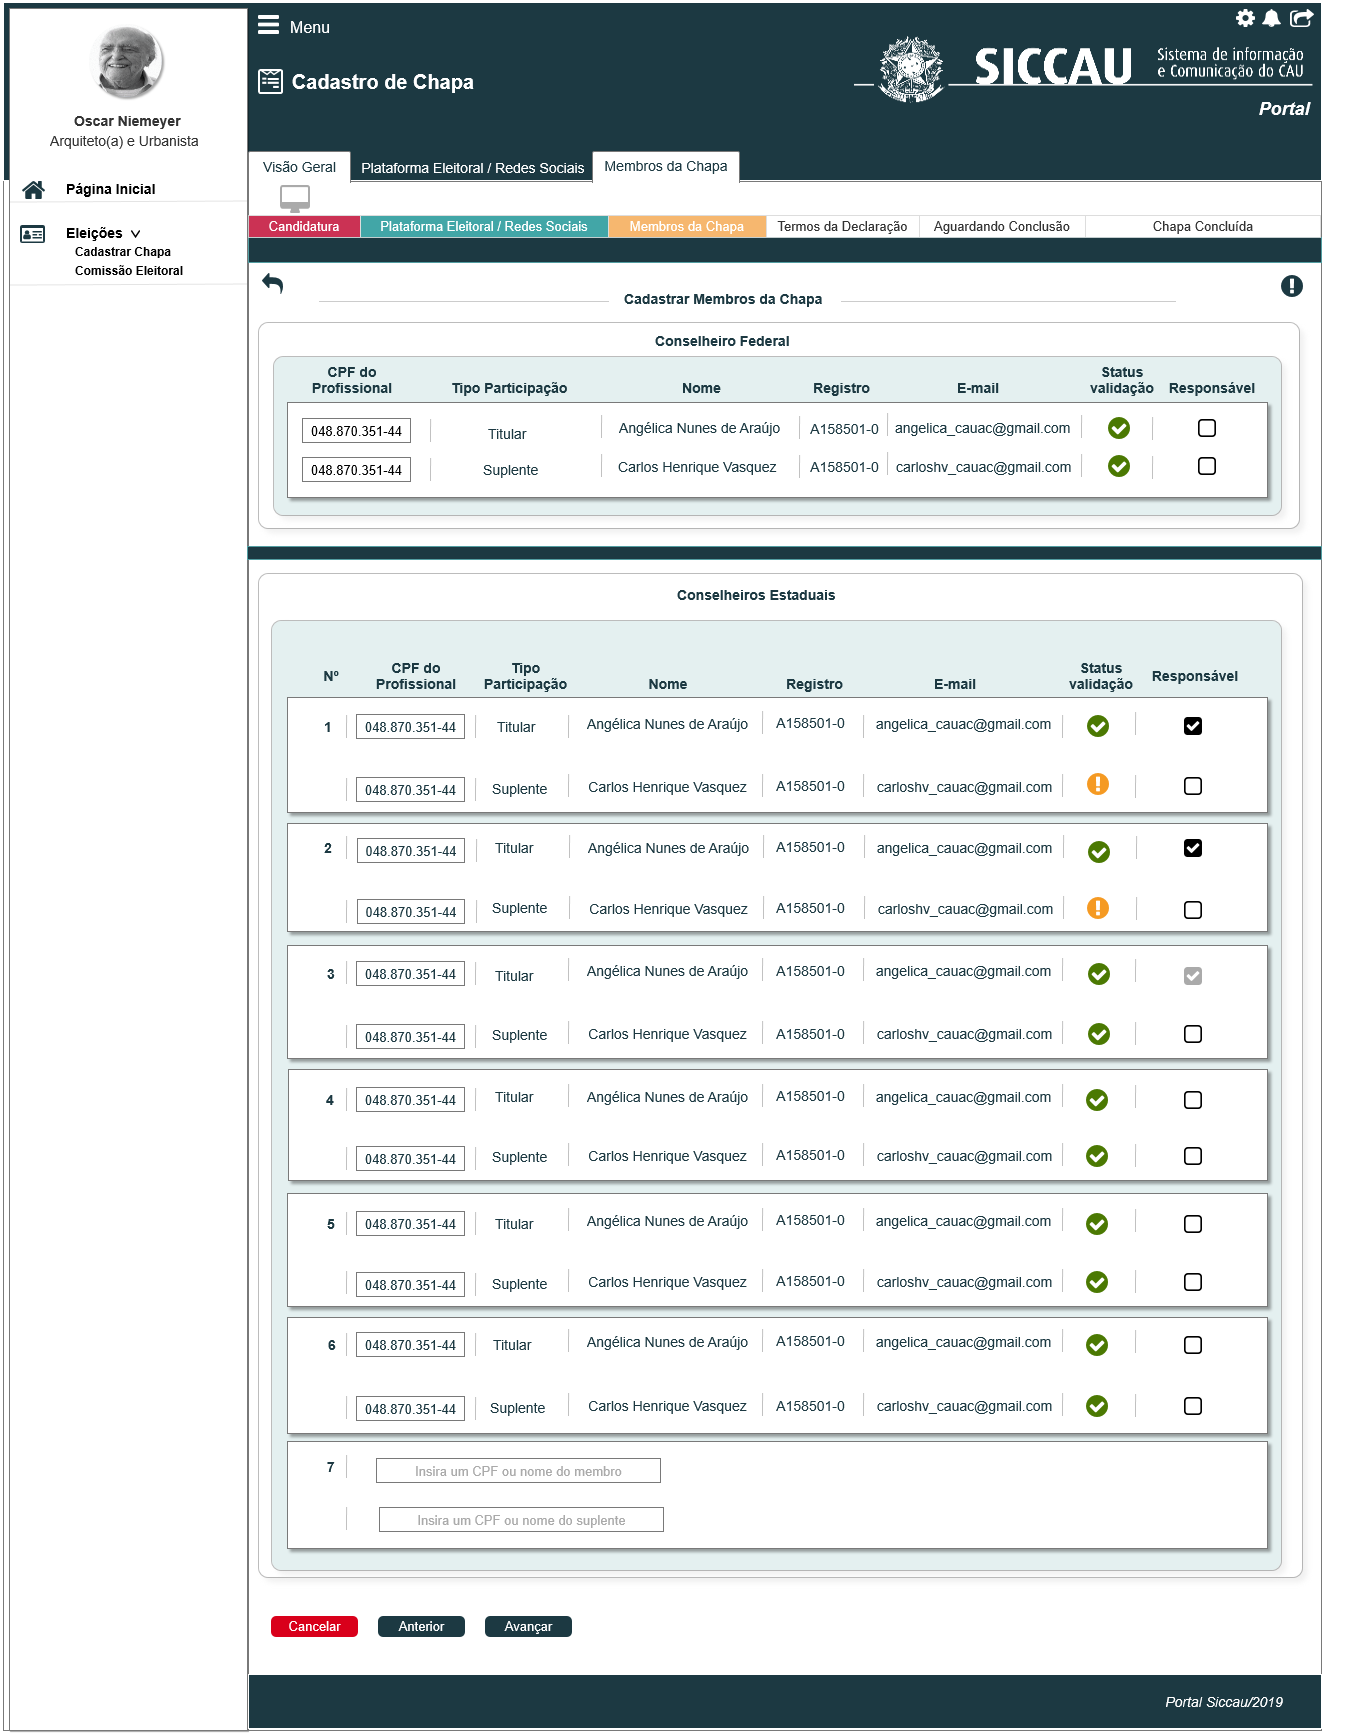 Oscar Niemeyer
Arquiteto(a) e Urbanista
Página Inicial
Eleições
Cadastrar Chapa
Comissão Eleitoral
Menu
Cadastro de Chapa
SICCAU
Sistema de informação
e Comunicação do CAU
Portal
Visão Geral Plataforma Eleitoral / Redes Sociais Membros da Chapa
Candidatura Plataforma Eleitoral / Redes Sociais Membros da Chapa Termos da Declaração Aguardando Conclusão Chapa Concluída
Cadastrar Membros da Chapa
Conselheiro Federal
CPF do Profissional Tipo Participação Nome Registro E-mail Status validação Responsável
048.870.351-44 Titular Angélica Nunes de Araújo A158501-0 angelica_cauac@gmail.com
048.870.351-44 Suplente Carlos Henrique Vasquez A158501-0 carloshv_cauac@gmail.com
Conselheiros Estaduais
Nº CPF do Profissional Tipo Participação Nome Registro E-mail Status validação Responsável
1 048.870.351-44 Titular Angélica Nunes de Araújo A158501-0 angelica_cauac@gmail.com
048.870.351-44 Suplente Carlos Henrique Vasquez A158501-0 carloshv_cauac@gmail.com
2 048.870.351-44 Titular Angélica Nunes de Araújo A158501-0 angelica_cauac@gmail.com
048.870.351-44 Suplente Carlos Henrique Vasquez A158501-0 carloshv_cauac@gmail.com
3 048.870.351-44 Titular Angélica Nunes de Araújo A158501-0 angelica_cauac@gmail.com
048.870.351-44 Suplente Carlos Henrique Vasquez A158501-0 carloshv_cauac@gmail.com
4 048.870.351-44 Titular Angélica Nunes de Araújo A158501-0 angelica_cauac@gmail.com
048.870.351-44 Suplente Carlos Henrique Vasquez A158501-0 carloshv_cauac@gmail.com
5 048.870.351-44 Titular Angélica Nunes de Araújo A158501-0 angelica_cauac@gmail.com
048.870.351-44 Suplente Carlos Henrique Vasquez A158501-0 carloshv_cauac@gmail.com
6 048.870.351-44 Titular Angélica Nunes de Araújo A158501-0 angelica_cauac@gmail.com
048.870.351-44 Suplente Carlos Henrique Vasquez A158501-0 carloshv_cauac@gmail.com
7 Insira um CPF ou nome do membro
Insira um CPF ou nome do suplente
Cancelar Anterior Avançar
Portal Siccau/2019